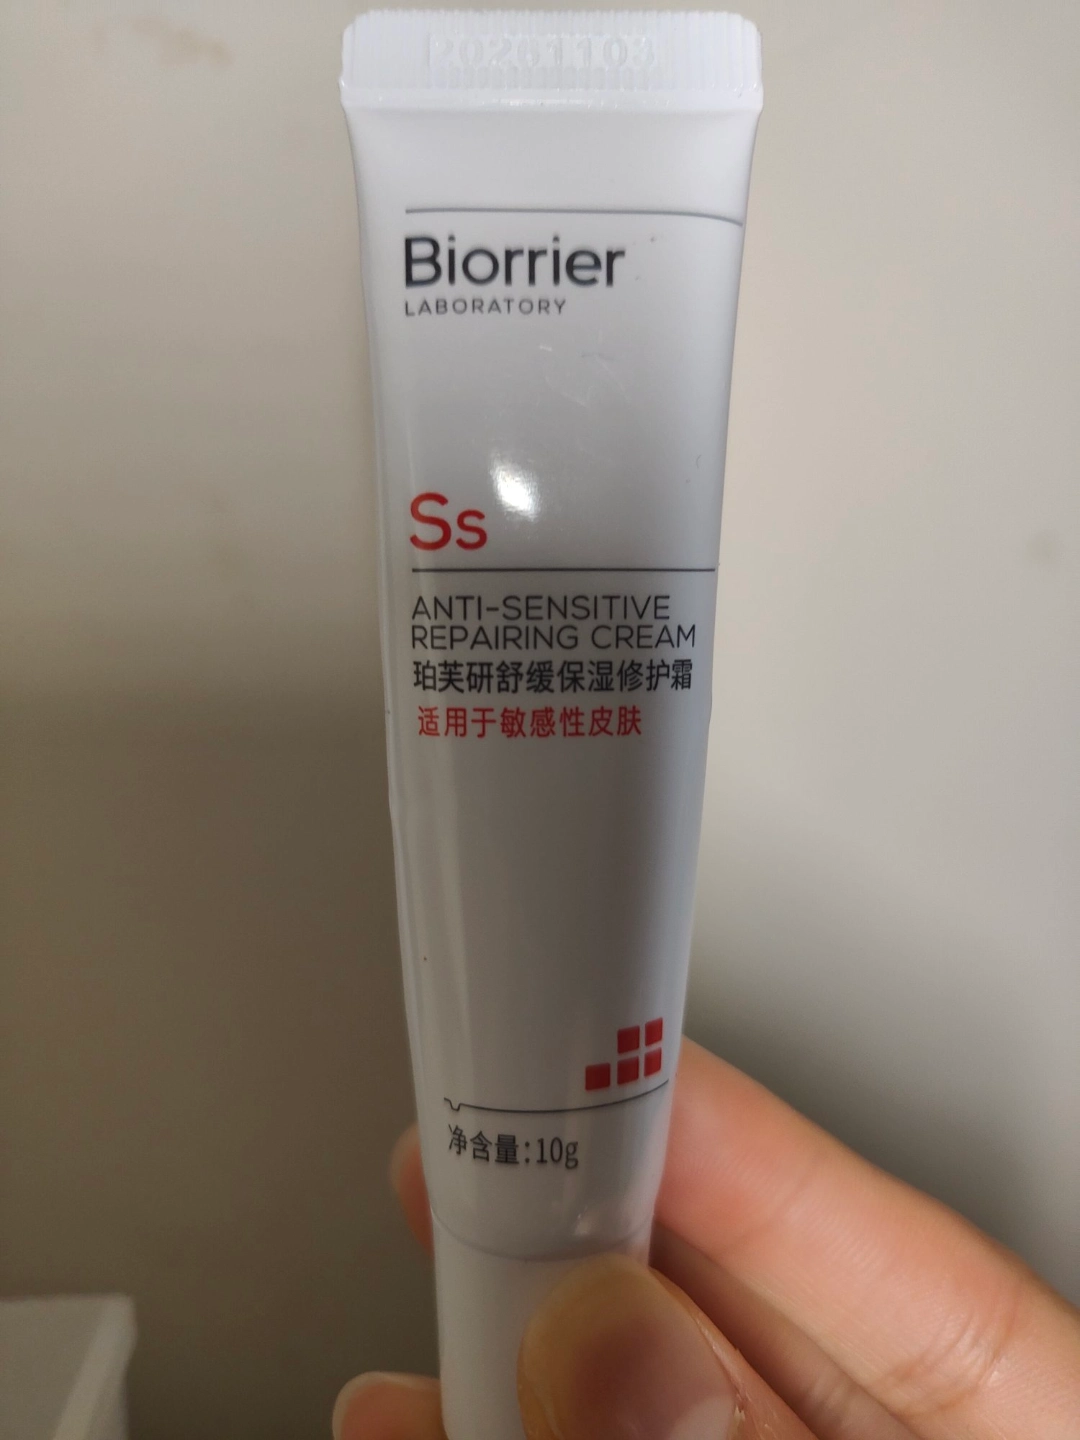 20261103
Biorrier
LABORATORY
Ss
ANTI-SENSITIVE
REPAIRING CREAM
珀芙研舒缓保湿修护霜
适用于敏感性皮肤
净含量:10g